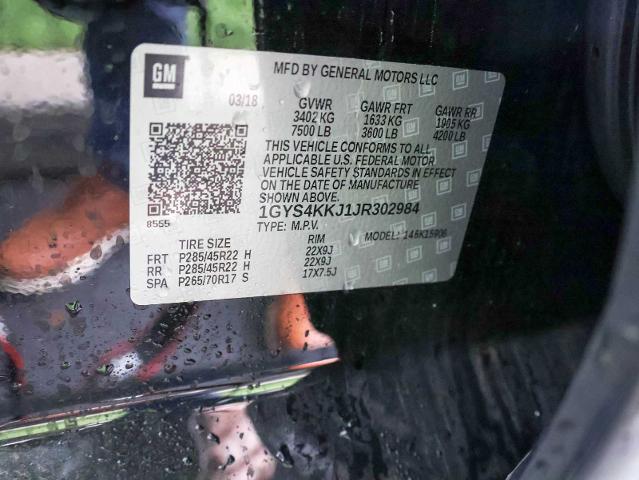 GM
MFD BY GENERAL MOTORS LLC
03/18
GVWR GAWR FRT GAWR RR
3402 KG 1633 KG 1905 KG
7500 LB 3600 LB 4200 LB
THIS VEHICLE CONFORMS TO ALL
APPLICABLE U.S. FEDERAL MOTOR
VEHICLE SAFETY STANDARDS IN EFFECT
ON THE DATE OF MANUFACTURE
SHOWN ABOVE.
1GYS4KKJ1JR302984
8555
TYPE: M.P.V. MODEL: 145K15906
TIRE SIZE RIM
FRT P285/45R22 H 22X9J
RR P285/45R22 H 22X9J
SPA P265/70R17 S 17X7.5J